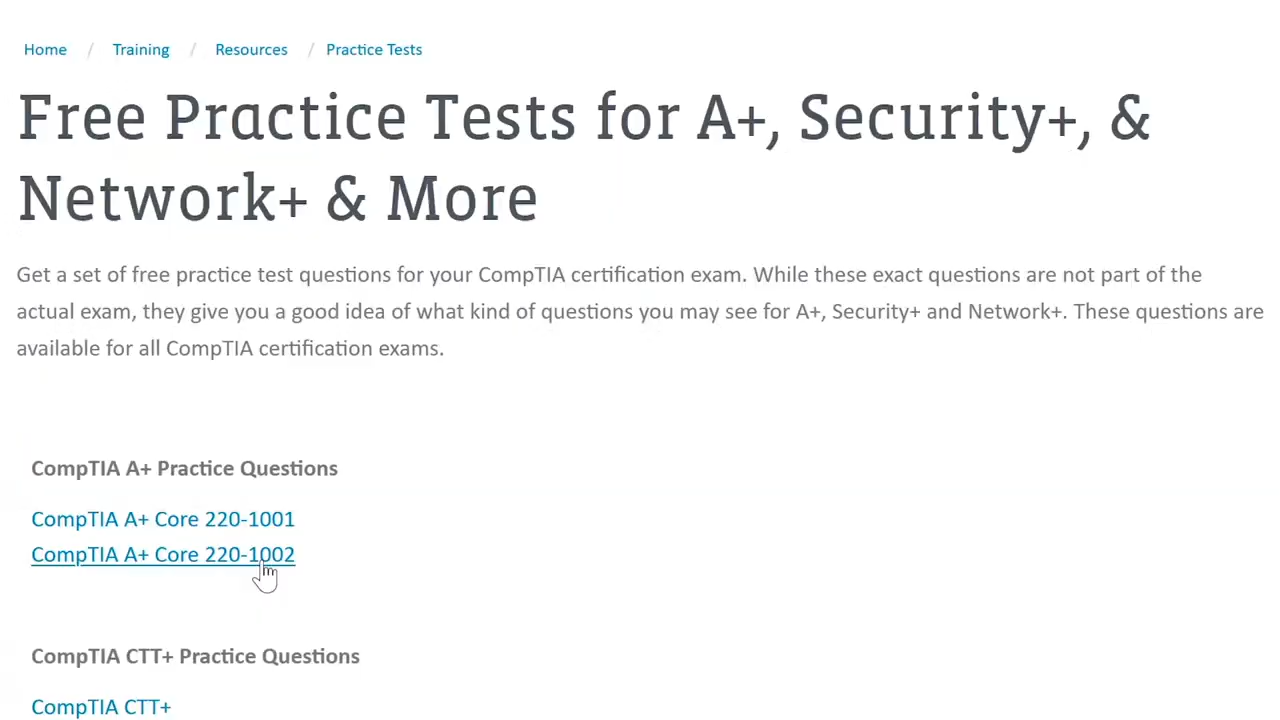 Home / Training / Resources / Practice Tests
Free Practice Tests for A+, Security+, &
Network+ & More
Get a set of free practice test questions for your CompTIA certification exam. While these exact questions are not part of the
actual exam, they give you a good idea of what kind of questions you may see for A+, Security+ and Network+. These questions are
available for all CompTIA certification exams.
CompTIA A+ Practice Questions
CompTIA A+ Core 220-1001
CompTIA A+ Core 220-1002
CompTIA CTT+ Practice Questions
CompTIA CTT+